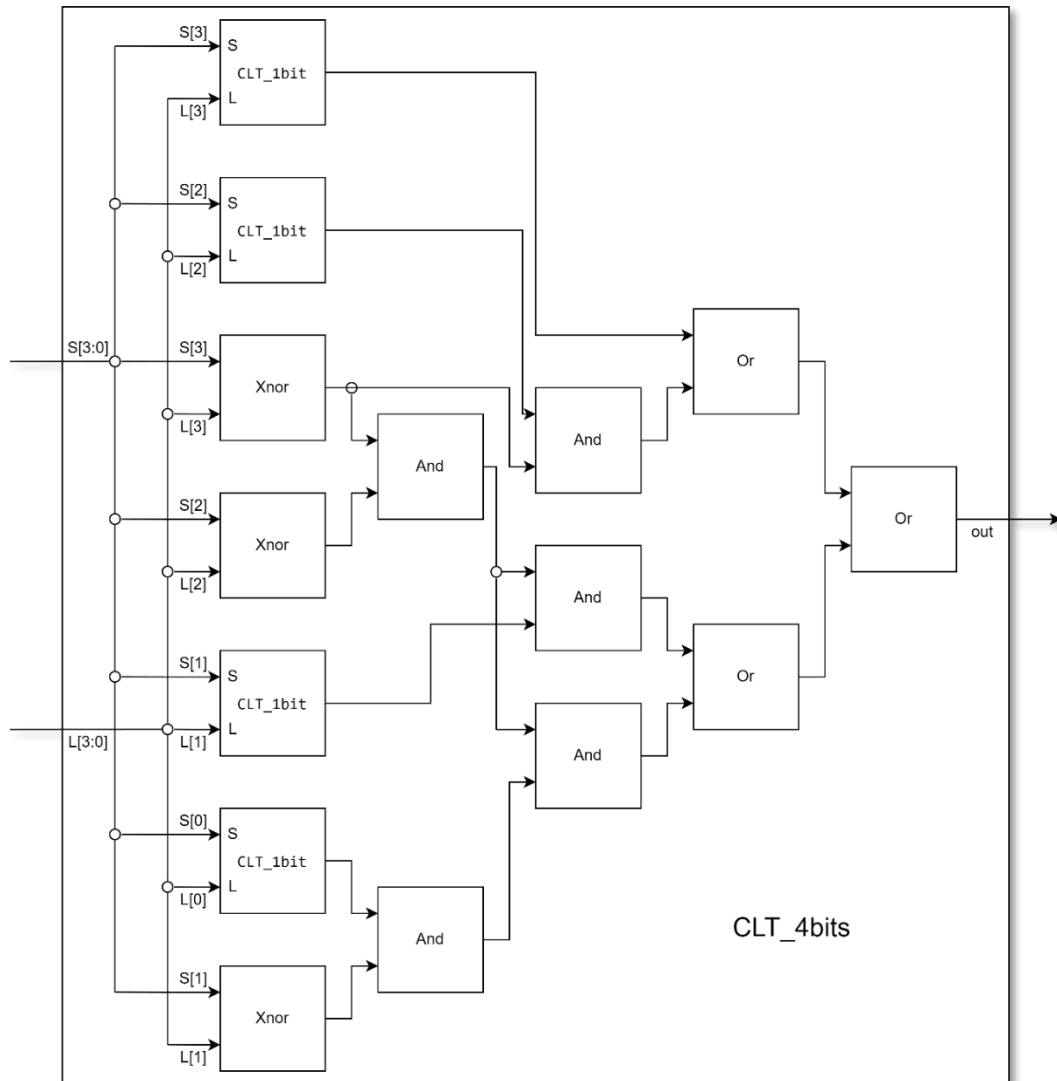 S[3]
S
CLT_1bit
L
L[3]
S[2]
S
CLT_1bit
L
L[2]
S[3:0]
S[3]
Xnor
L[3]
S[2]
Xnor
L[2]
And
And
Or
Or
out
S[1]
S
CLT_1bit
L
L[3:0]
L[1]
And
And
Or
S[0]
S
CLT_1bit
L
L[0]
And
S[1]
Xnor
L[1]
CLT_4bits